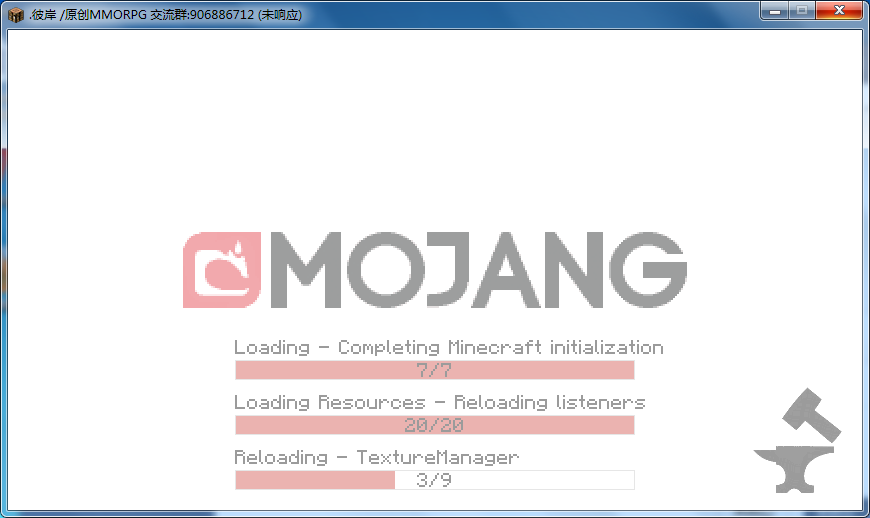 .彼岸 /原创MMORPG 交流群:906886712 (未响应)
MOJANG
Loading - Completing Minecraft initialization
7/7
Loading Resources - Reloading listeners
20/20
Reloading - TextureManager
3/9